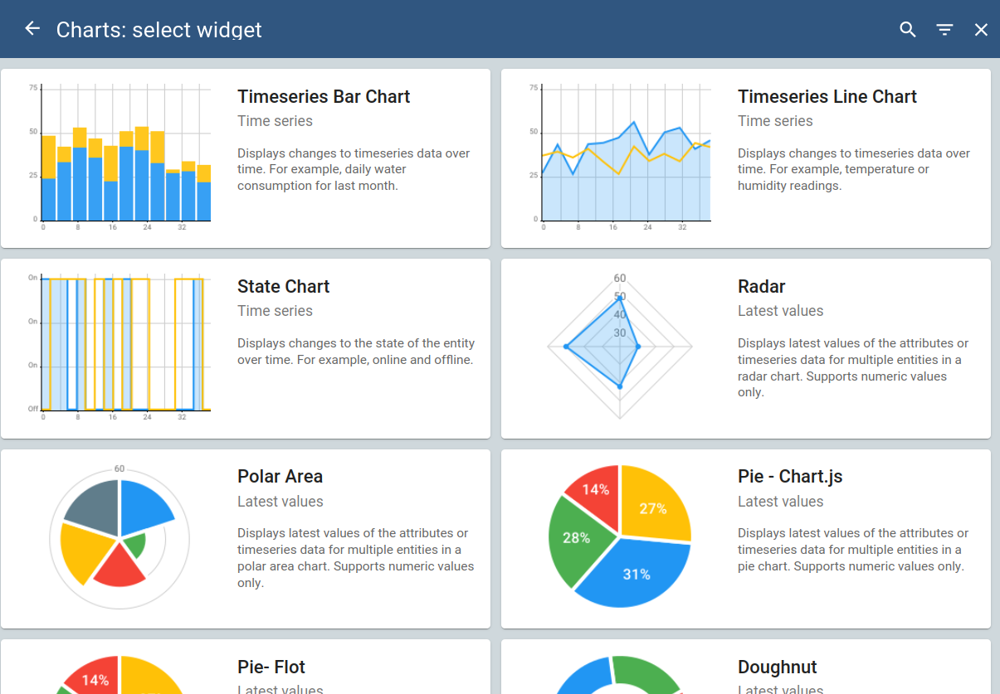 Charts: select widget
75
50
25
0
0 8 16 24 32
Timeseries Bar Chart
Time series
Displays changes to timeseries data over
time. For example, daily water
consumption for last month.
75
50
25
0
0 8 16 24 32
Timeseries Line Chart
Time series
Displays changes to timeseries data over
time. For example, temperature or
humidity readings.
On
On
On
Off
0 8 16 24 32
State Chart
Time series
Displays changes to the state of the entity
over time. For example, online and offline.
60
50
40
30
Radar
Latest values
Displays latest values of the attributes or
timeseries data for multiple entities in a
radar chart. Supports numeric values
only.
60
Polar Area
Latest values
Displays latest values of the attributes or
timeseries data for multiple entities in a
polar area chart. Supports numeric values
only.
14%
27%
28%
31%
Pie - Chart.js
Latest values
Displays latest values of the attributes or
timeseries data for multiple entities in a
pie chart. Supports numeric values only.
14%
Pie- Flot
Latest values
Doughnut
Latest values